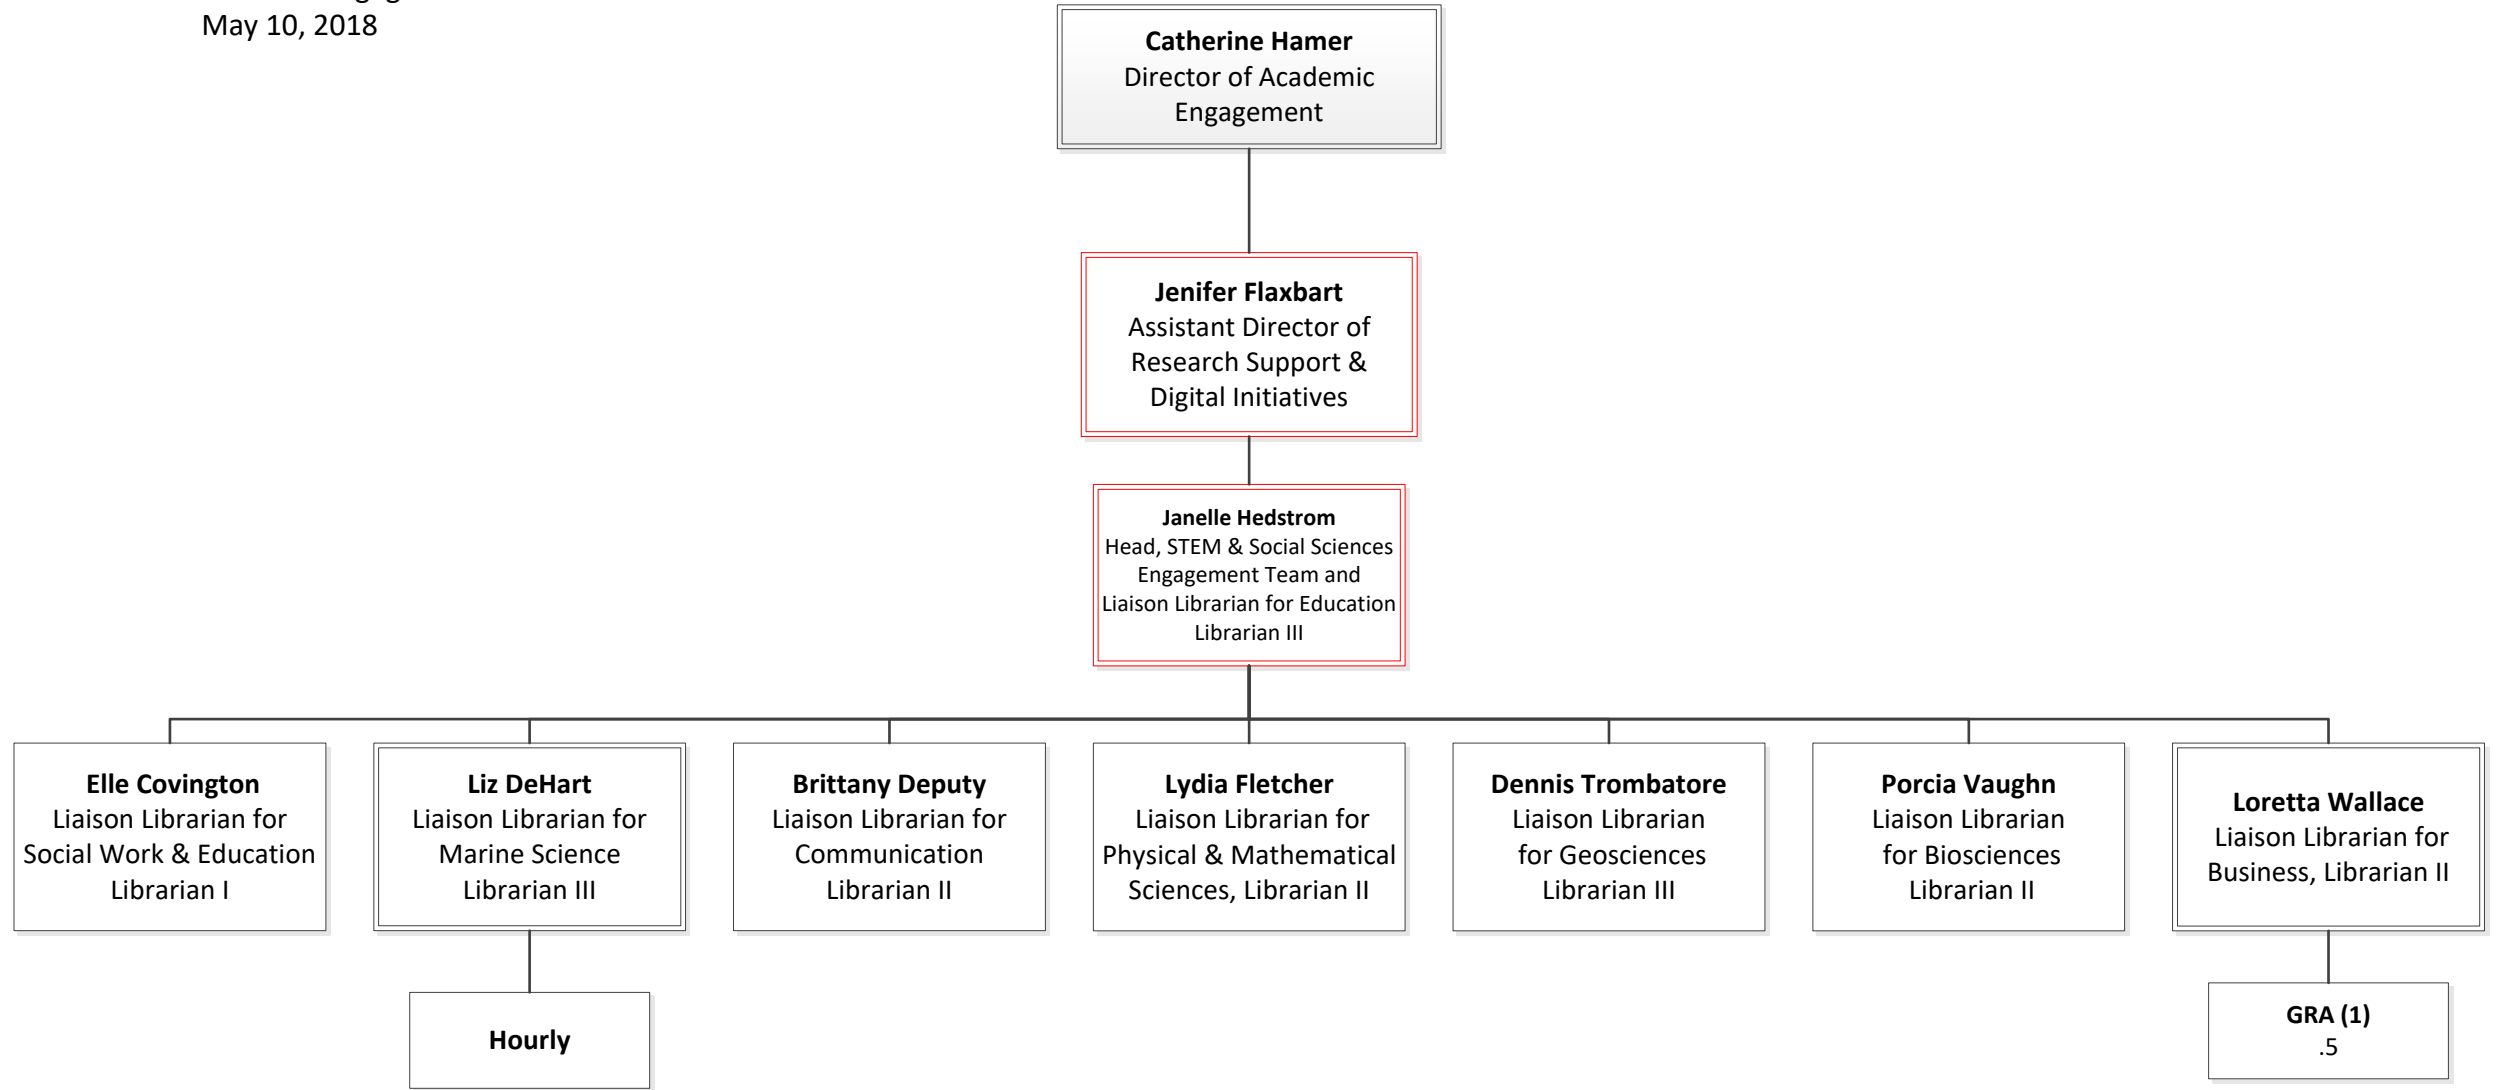 May 10, 2018
Catherine Hamer
Director of Academic
Engagement
Jenifer Flaxbart
Assistant Director of
Research Support &
Digital Initiatives
Janelle Hedstrom
Head, STEM & Social Sciences
Engagement Team and
Liaison Librarian for Education
Librarian III
Elle Covington
Liaison Librarian for
Social Work & Education
Librarian I
Liz DeHart
Liaison Librarian for
Marine Science
Librarian III
Brittany Deputy
Liaison Librarian for
Communication
Librarian II
Lydia Fletcher
Liaison Librarian for
Physical & Mathematical
Sciences, Librarian II
Dennis Trombatore
Liaison Librarian
for Geosciences
Librarian III
Porcia Vaughn
Liaison Librarian
for Biosciences
Librarian II
Loretta Wallace
Liaison Librarian for
Business, Librarian II
Hourly
GRA (1)
.5